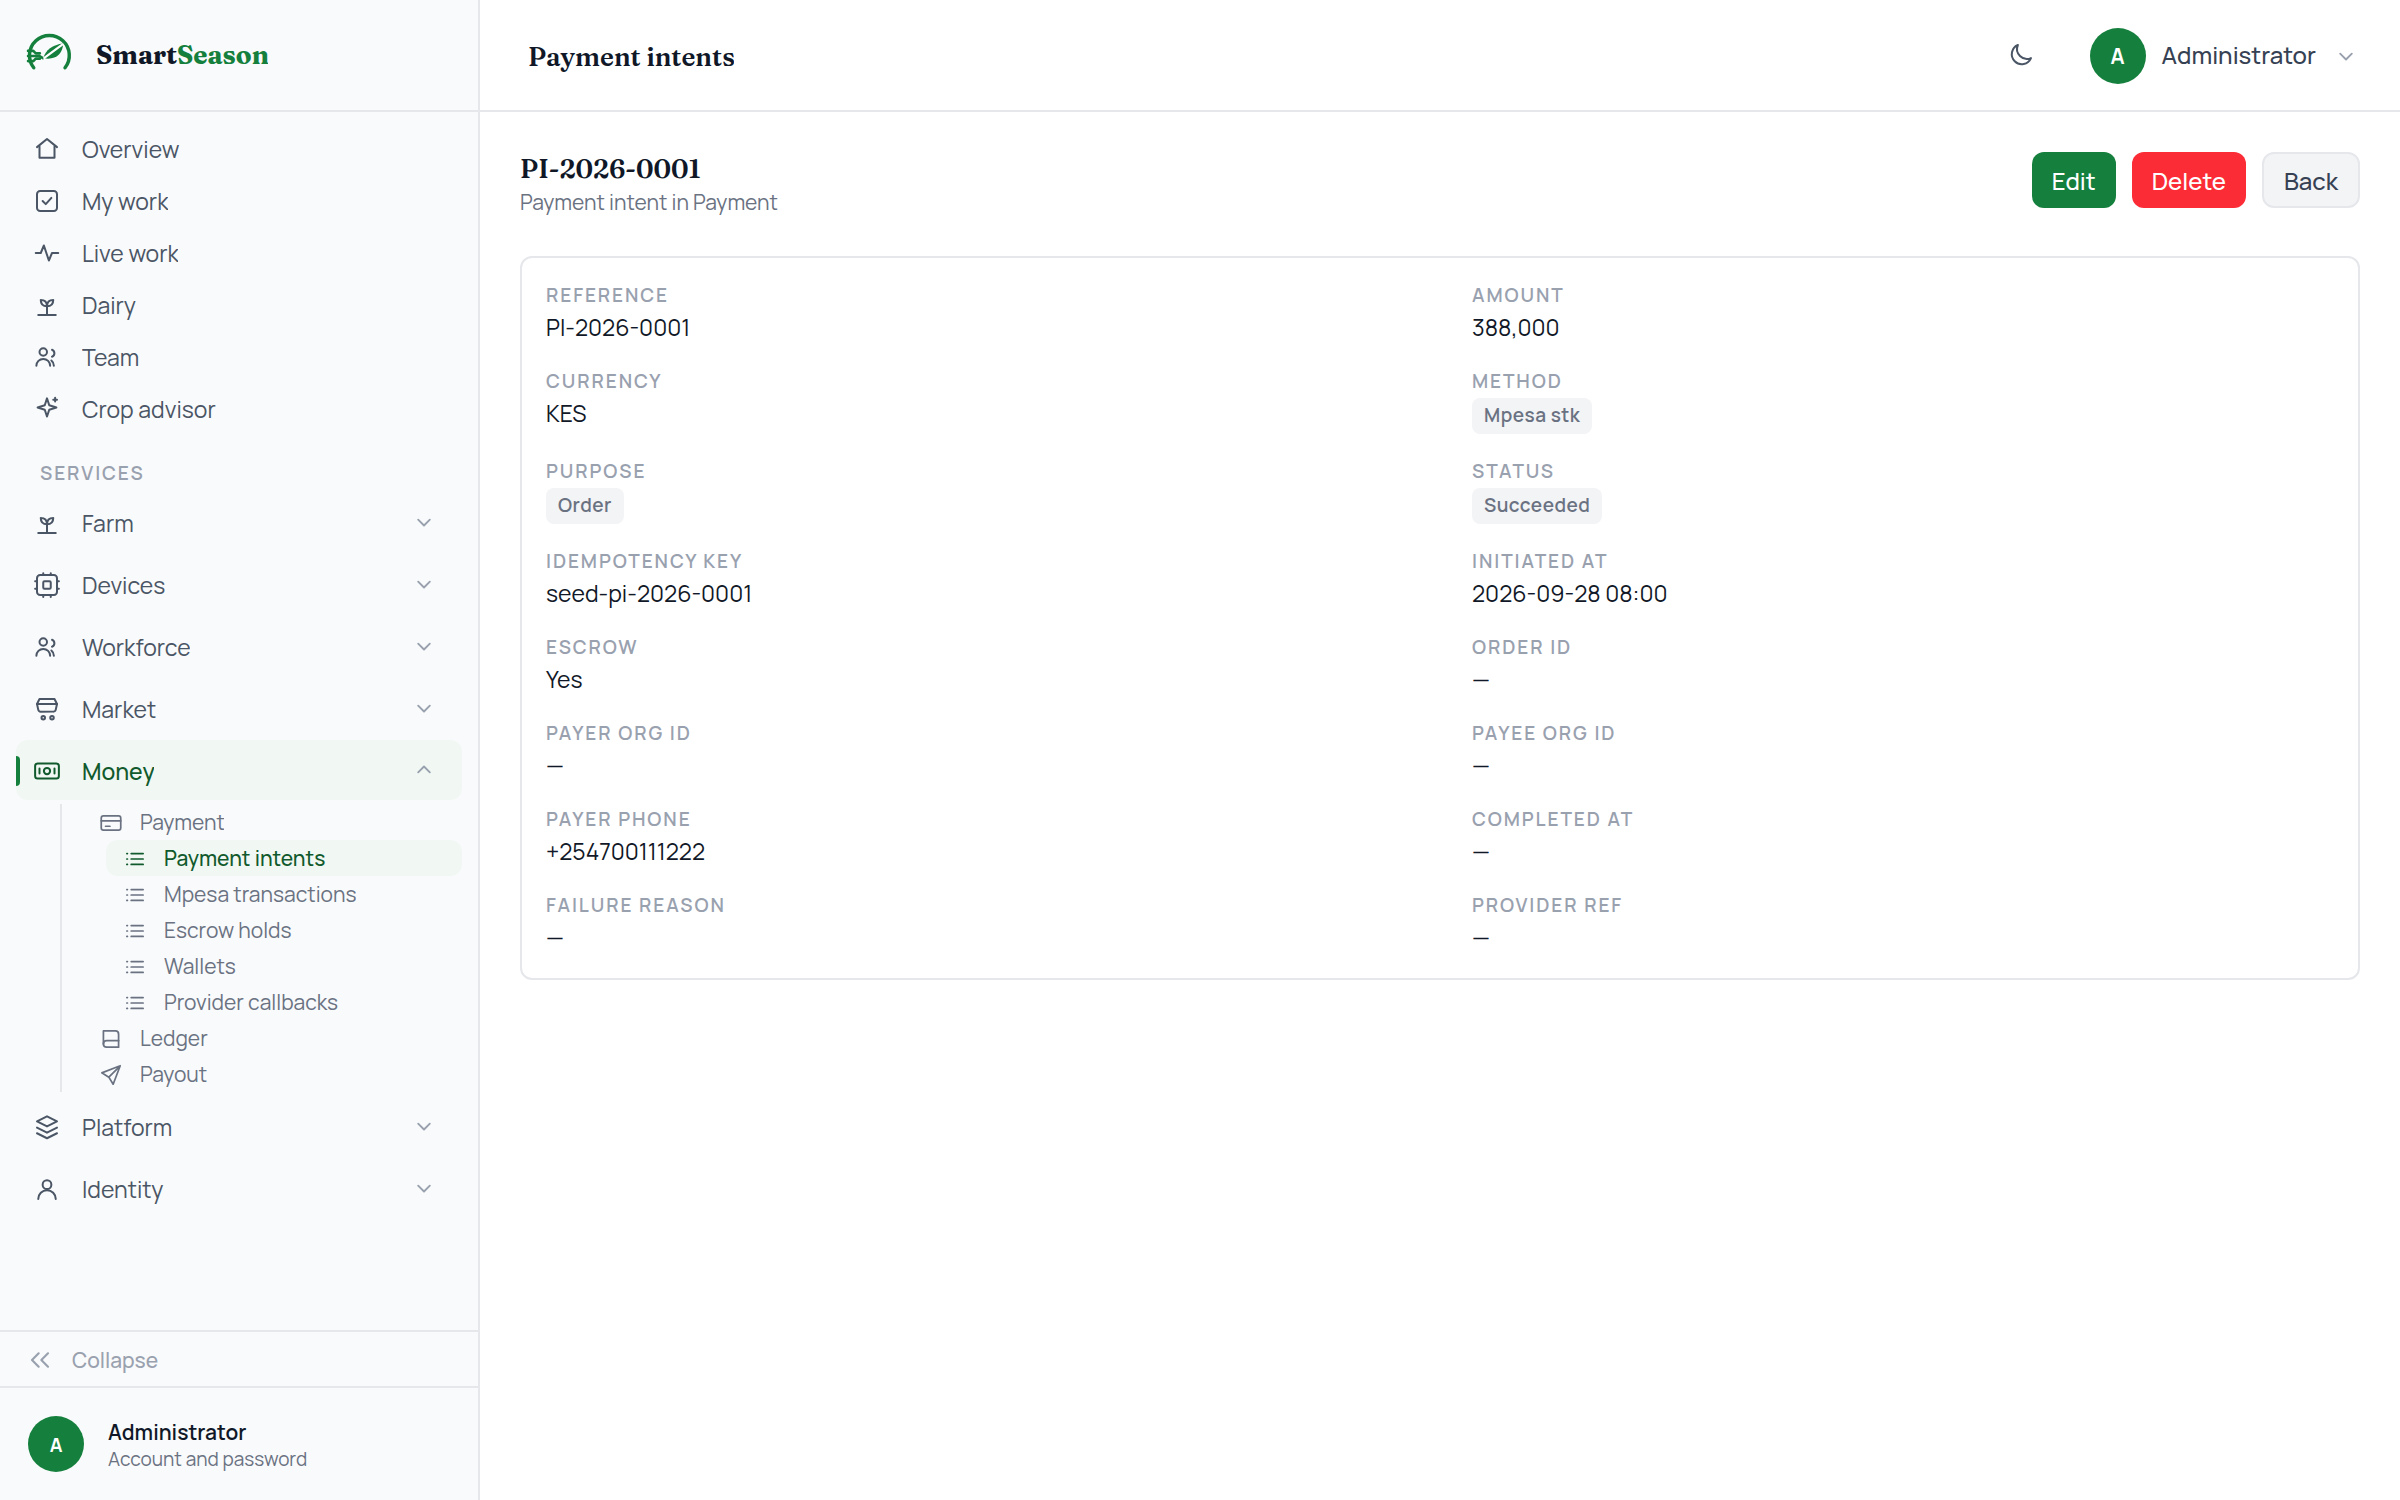 SmartSeason
Payment intents
A
Administrator
Overview
My work
Live work
Dairy
Team
Crop advisor
SERVICES
Farm
Devices
Workforce
Market
Money
Payment
Payment intents
Mpesa transactions
Escrow holds
Wallets
Provider callbacks
Ledger
Payout
Platform
Identity
Collapse
A
Administrator
Account and password
PI-2026-0001
Payment intent in Payment
Edit
Delete
Back
REFERENCE
PI-2026-0001
AMOUNT
388,000
CURRENCY
KES
METHOD
Mpesa stk
PURPOSE
Order
STATUS
Succeeded
IDEMPOTENCY KEY
seed-pi-2026-0001
INITIATED AT
2026-09-28 08:00
ESCROW
Yes
ORDER ID
—
PAYER ORG ID
—
PAYEE ORG ID
—
PAYER PHONE
+254700111222
COMPLETED AT
—
FAILURE REASON
—
PROVIDER REF
—